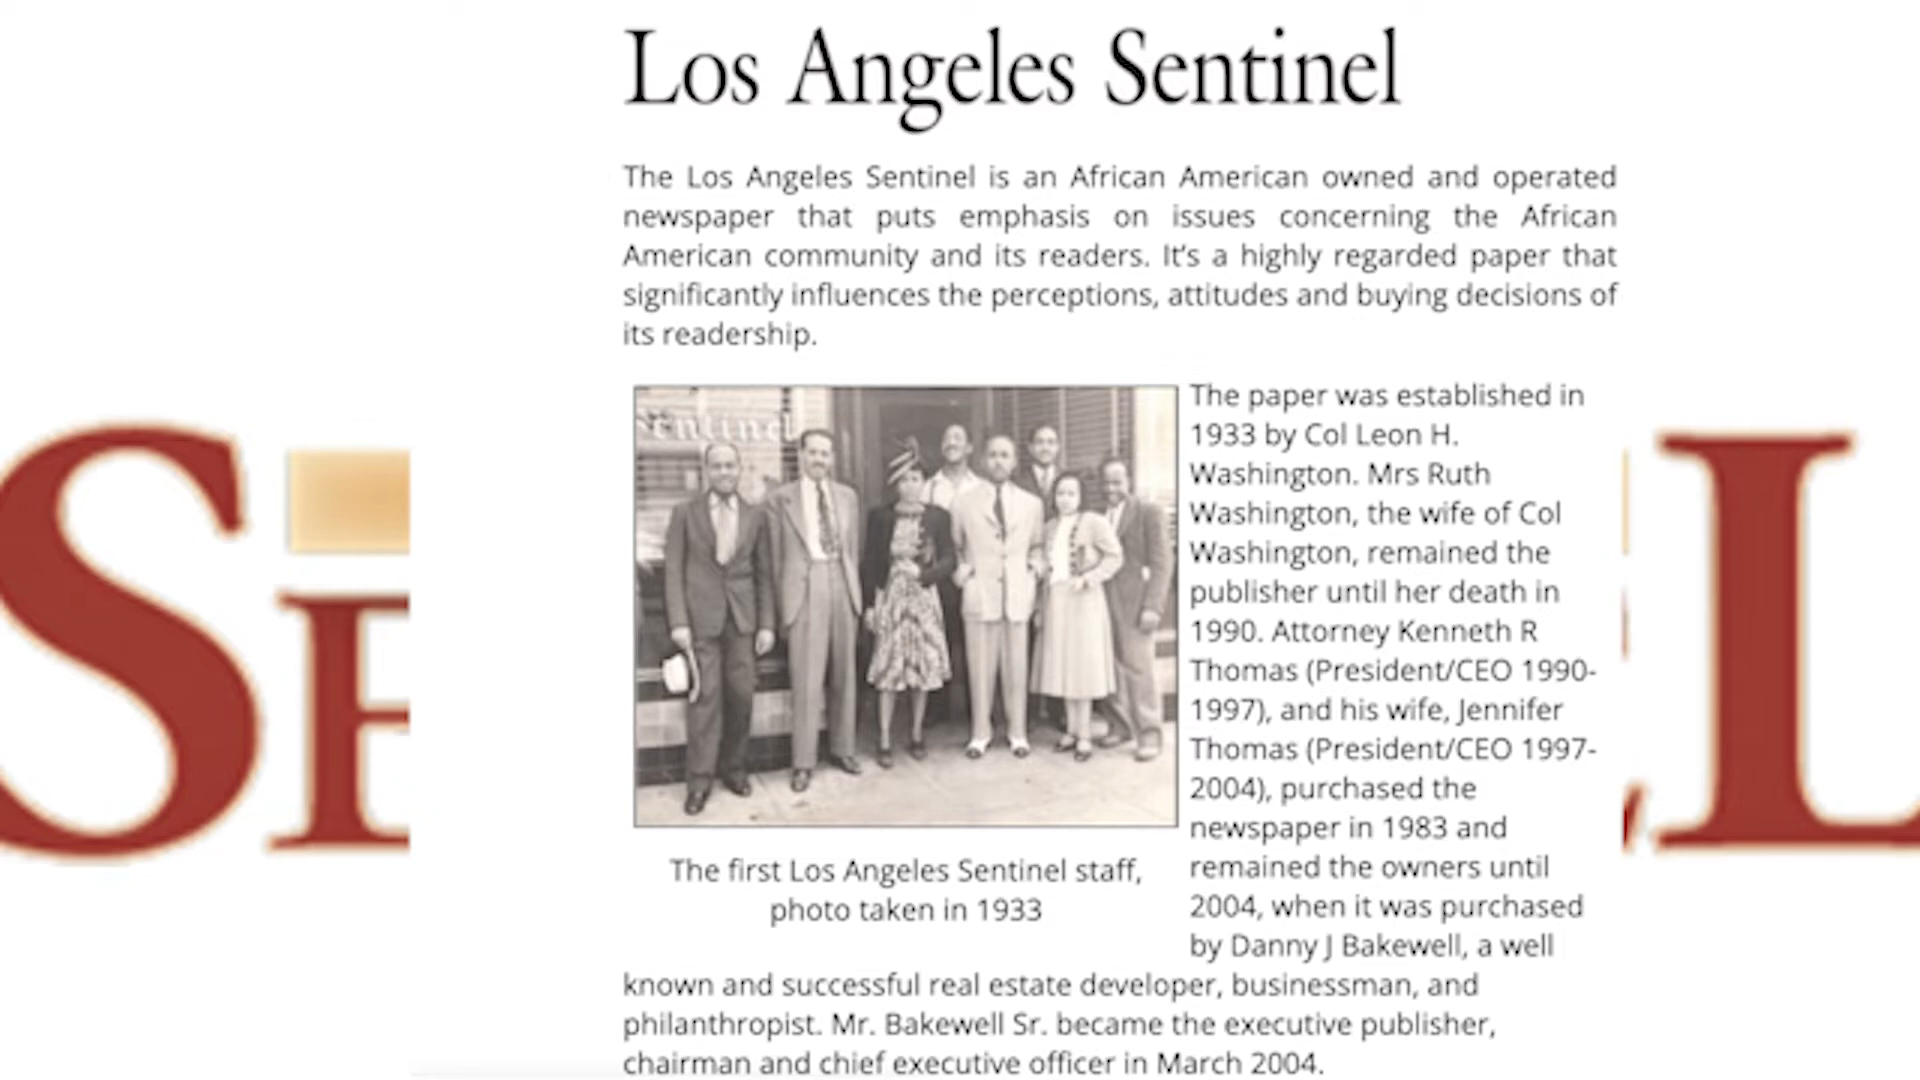 Los Angeles Sentinel
The Los Angeles Sentinel is an African American owned and operated
newspaper that puts emphasis on issues concerning the African
American community and its readers. It's a highly regarded paper that
significantly influences the perceptions, attitudes and buying decisions of
its readership.
Sentinel
The first Los Angeles Sentinel staff,
photo taken in 1933
The paper was established in
1933 by Col Leon H.
Washington. Mrs Ruth
Washington, the wife of Col
Washington, remained the
publisher until her death in
1990. Attorney Kenneth R
Thomas (President/CEO 1990-
1997), and his wife, Jennifer
Thomas (President/CEO 1997-
2004), purchased the
newspaper in 1983 and
remained the owners until
2004, when it was purchased
by Danny J Bakewell, a well
known and successful real estate developer, businessman, and
philanthropist. Mr. Bakewell Sr. became the executive publisher,
chairman and chief executive officer in March 2004.
SE
L